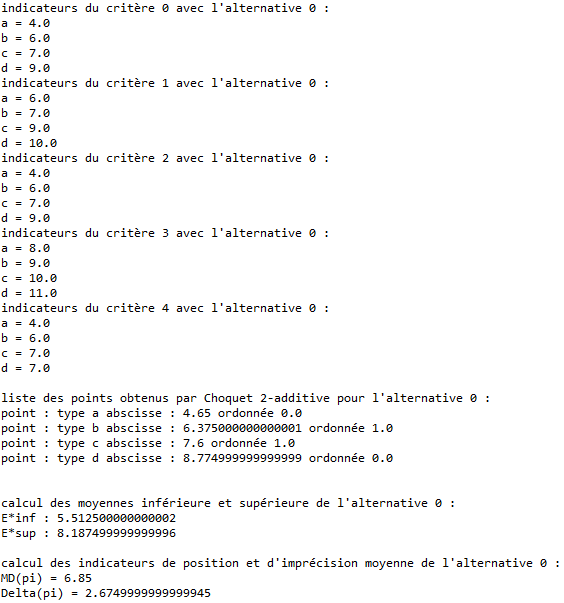 indicateurs du critère 0 avec l'alternative 0 :
a = 4.0
b = 6.0
c = 7.0
d = 9.0
indicateurs du critère 1 avec l'alternative 0 :
a = 6.0
b = 7.0
c = 9.0
d = 10.0
indicateurs du critère 2 avec l'alternative 0 :
a = 4.0
b = 6.0
c = 7.0
d = 9.0
indicateurs du critère 3 avec l'alternative 0 :
a = 8.0
b = 9.0
c = 10.0
d = 11.0
indicateurs du critère 4 avec l'alternative 0 :
a = 4.0
b = 6.0
c = 7.0
d = 7.0
liste des points obtenus par Choquet 2-additive pour l'alternative 0 :
point : type a abscisse : 4.65 ordonnée 0.0
point : type b abscisse : 6.375000000000001 ordonnée 1.0
point : type c abscisse : 7.6 ordonnée 1.0
point : type d abscisse : 8.774999999999999 ordonnée 0.0
calcul des moyennes inférieure et supérieure de l'alternative 0 :
E*inf : 5.512500000000002
E*sup : 8.187499999999996
calcul des indicateurs de position et d'imprécision moyenne de l'alternative 0 :
MD(pi) = 6.85
Delta(pi) = 2.6749999999999945